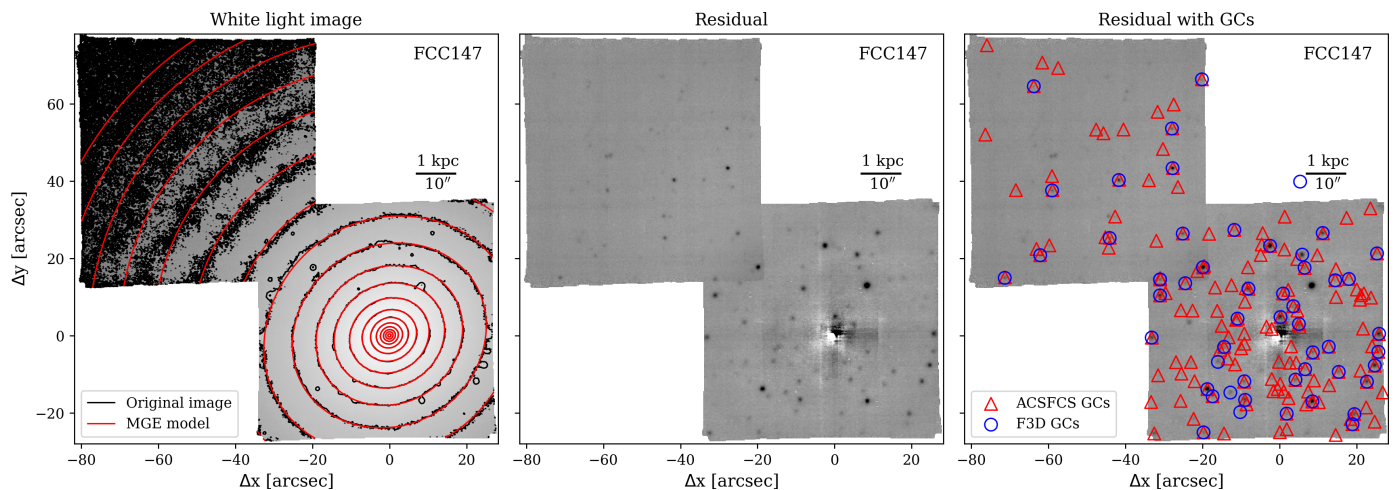 White light image
Residual
Residual with GCs
FCC147
FCC147
FCC147
1 kpc
10″
1 kpc
10″
1 kpc
10″
Δy [arcsec]
60
40
20
0
−20
Original image
MGE model
ACSFCS GCs
F3D GCs
−80 −60 −40 −20 0 20
−80 −60 −40 −20 0 20
−80 −60 −40 −20 0 20
Δx [arcsec]
Δx [arcsec]
Δx [arcsec]